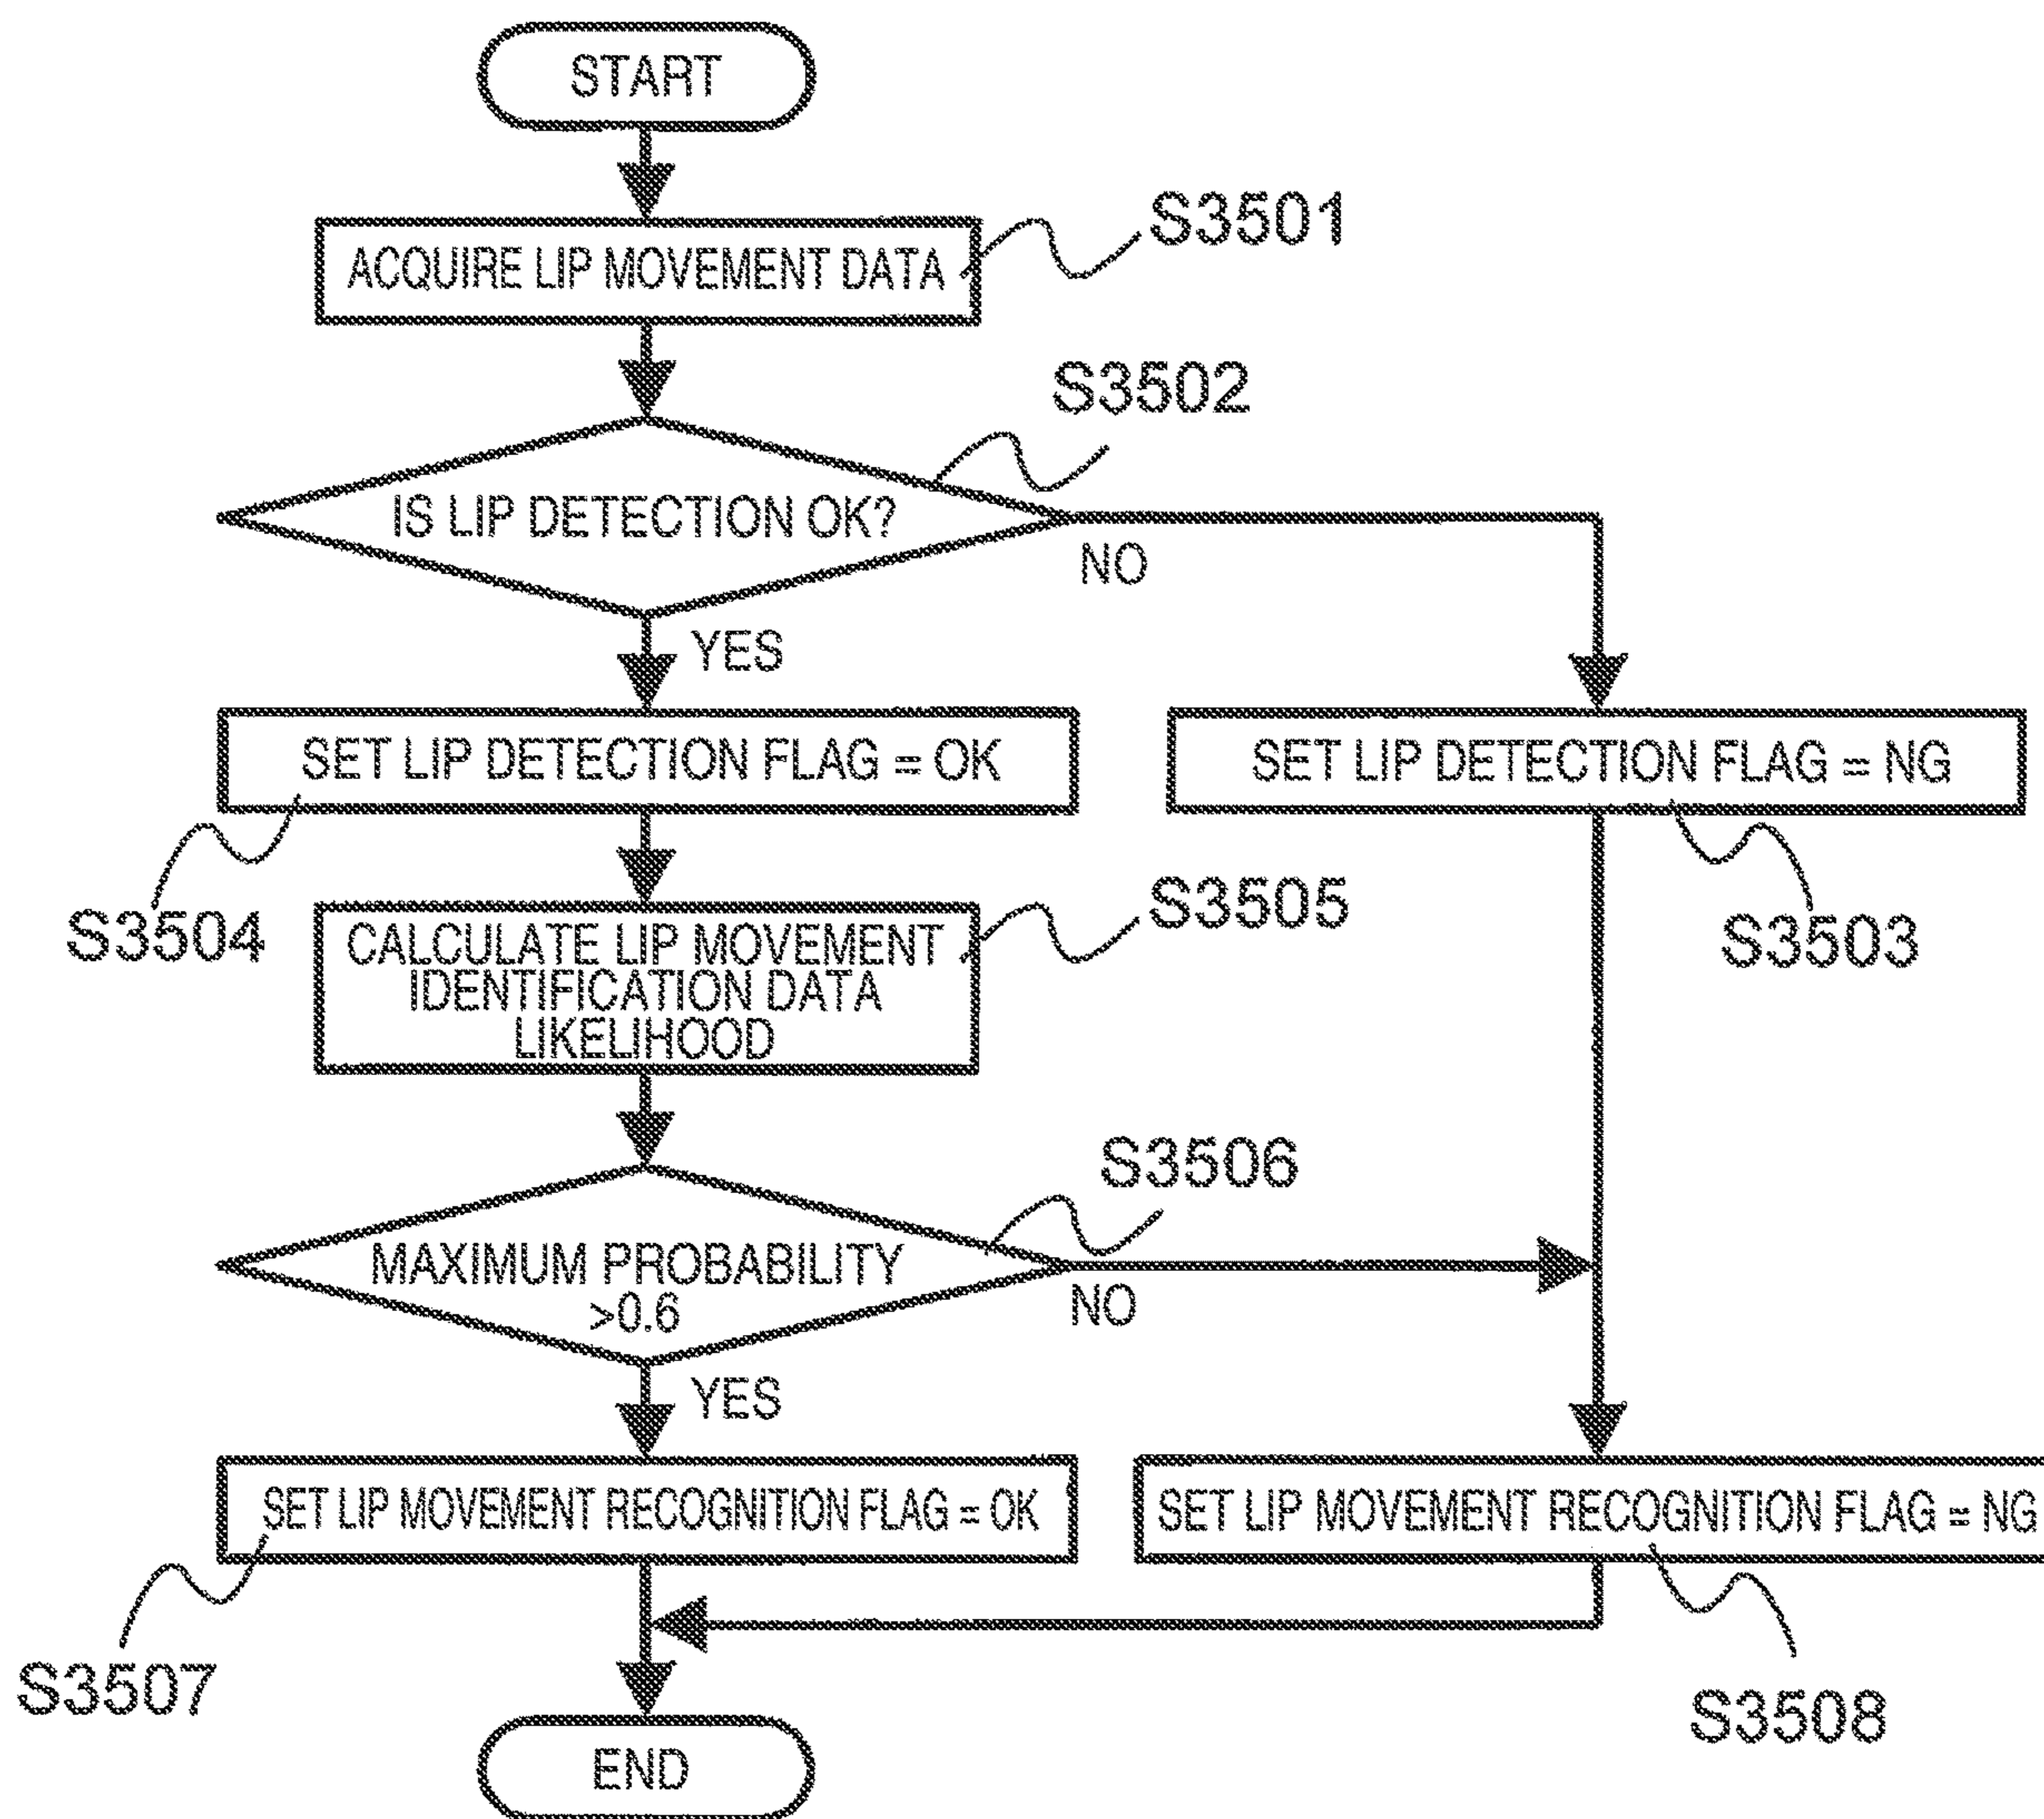 START
ACQUIRE LIP MOVEMENT DATA
S3501
S3502
IS LIP DETECTION OK?
NO
YES
SET LIP DETECTION FLAG = OK
SET LIP DETECTION FLAG = NG
S3504
S3503
CALCULATE LIP MOVEMENT
IDENTIFICATION DATA
LIKELIHOOD
S3505
S3506
MAXIMUM PROBABILITY
>0.6
NO
YES
SET LIP MOVEMENT RECOGNITION FLAG = OK
SET LIP MOVEMENT RECOGNITION FLAG = NG
S3507
S3508
END